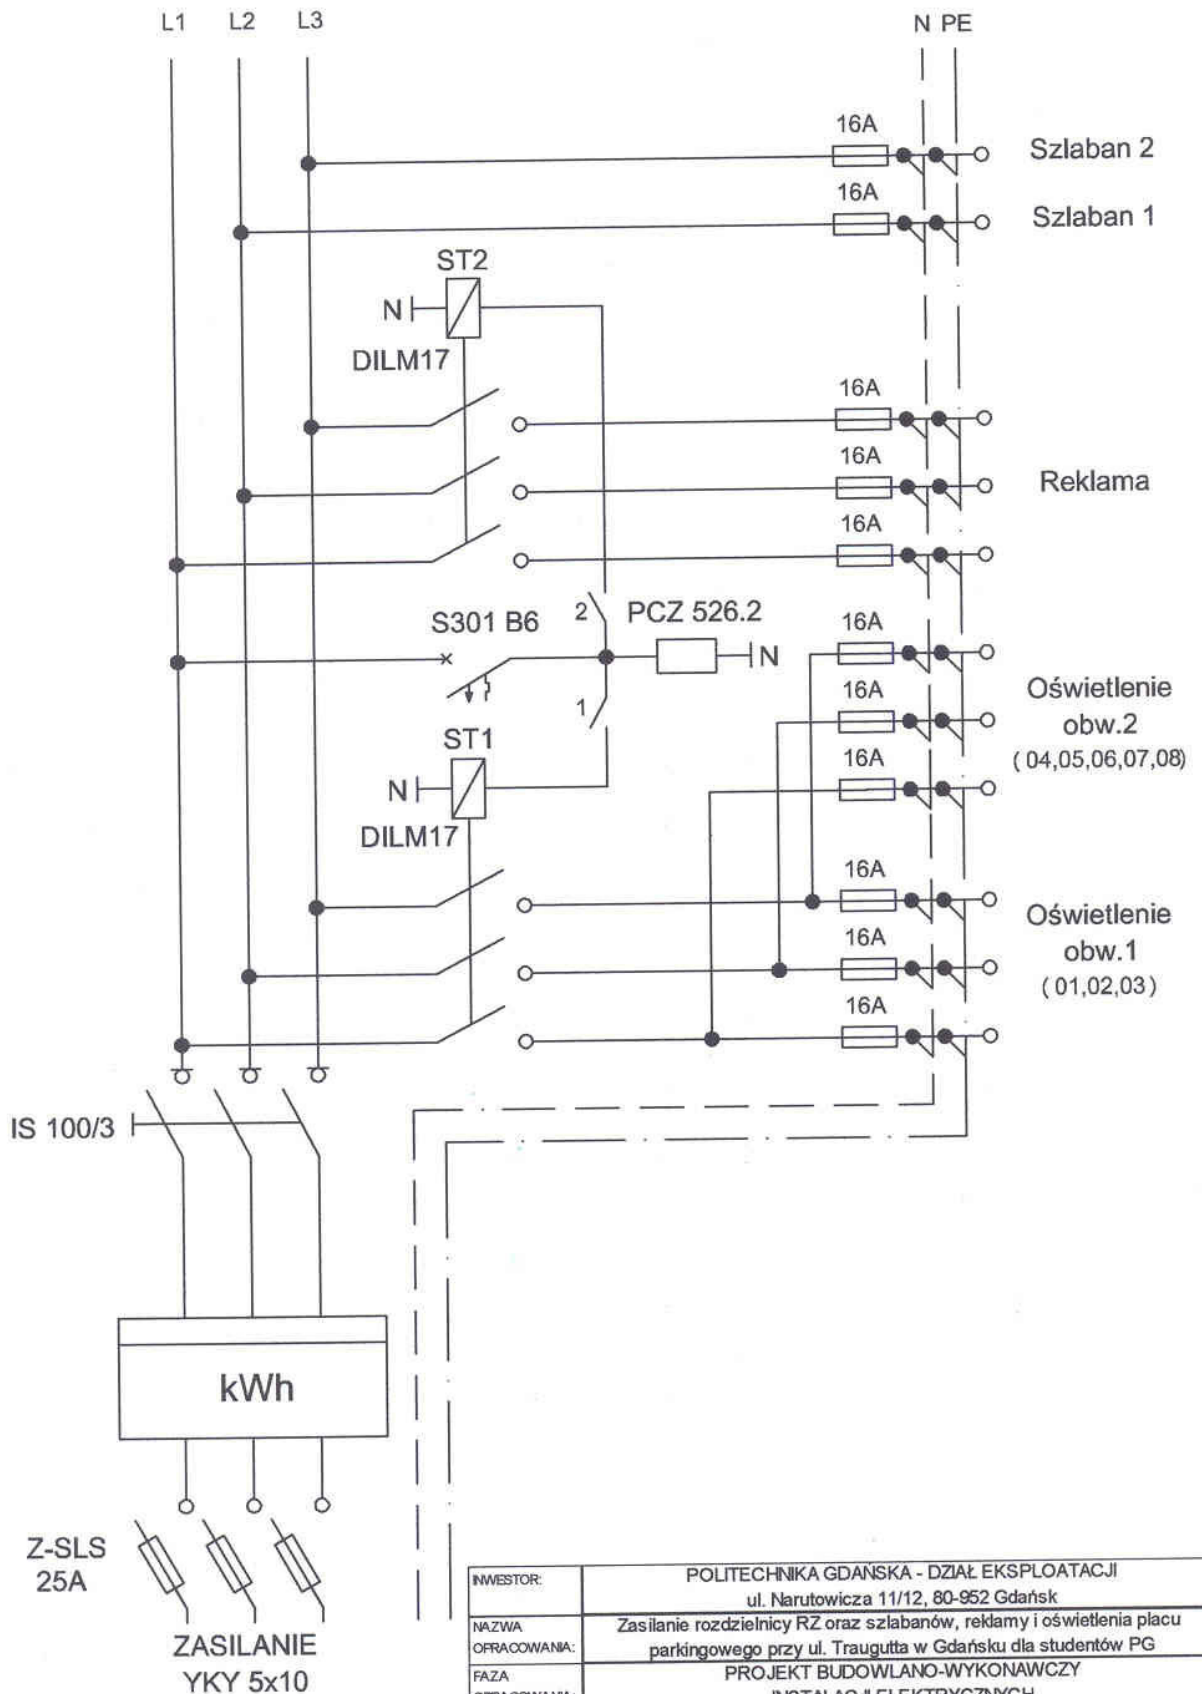 L1 L2 L3 N PE
16A
Szlaban 2
16A
Szlaban 1
ST2
N
DILM17
16A
16A
Reklama
16A
S301 B6
2
PCZ 526.2
N
1
16A
16A
16A
Oświetlenie
obw.2
(04,05,06,07,08)
ST1
N
DILM17
16A
16A
16A
Oświetlenie
obw.1
(01,02,03)
IS 100/3
kWh
Z-SLS
25A
ZASILANIE
YKY 5x10
INWESTOR:
POLITECHNIKA GDAŃSKA - DZIAŁ EKSPLOATACJI
ul. Narutowicza 11/12, 80-952 Gdańsk
NAZWA
OPRACOWANIA:
Zasilanie rozdzielnicy RZ oraz szlabanów, reklamy i oświetlenia placu
parkingowego przy ul. Traugutta w Gdańsku dla studentów PG
FAZA
OPRACOWANIA:
PROJEKT BUDOWLANO-WYKONAWCZY
INSTALACJI ELEKTRYCZNYCH